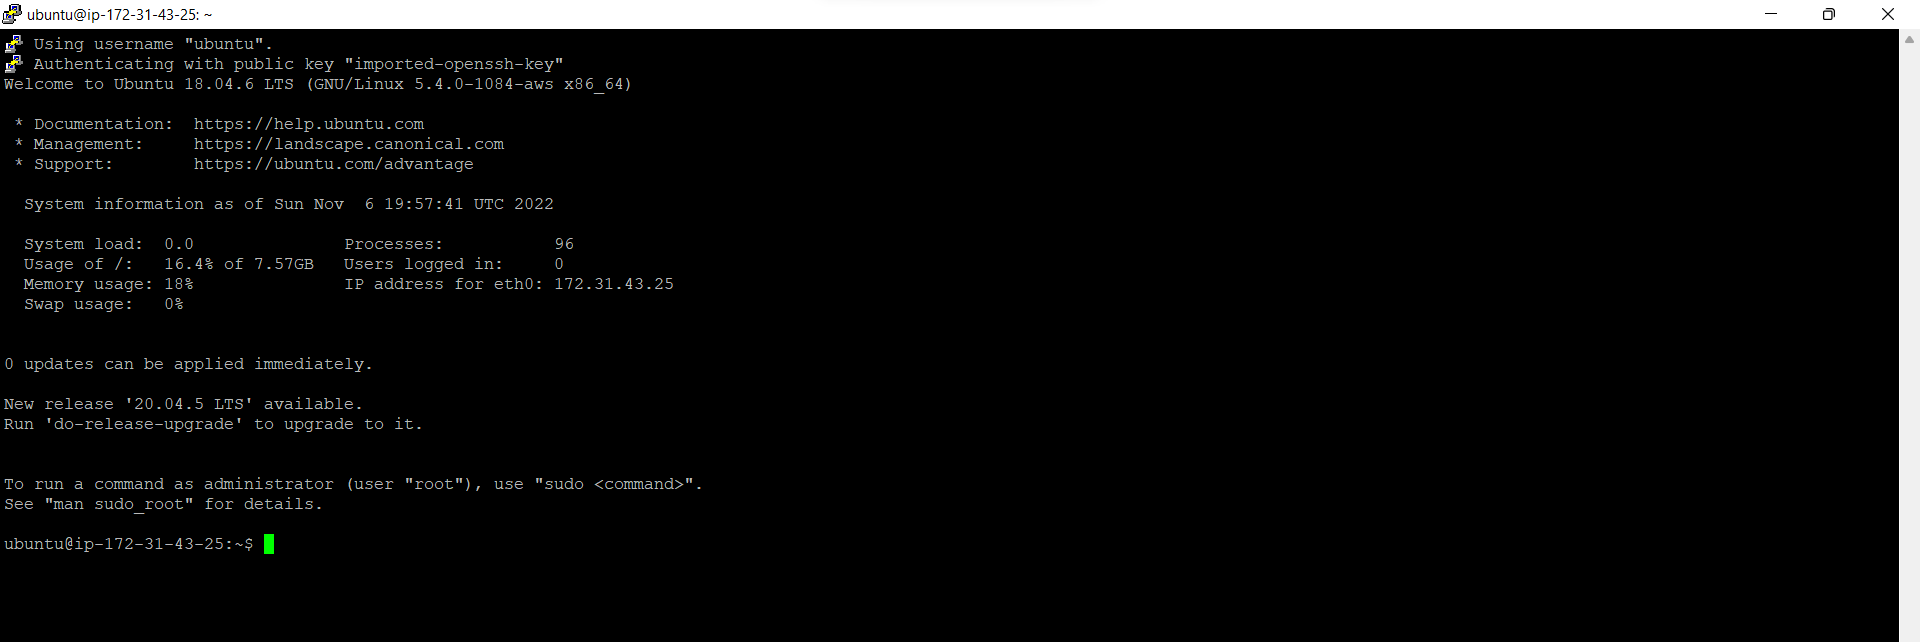 ubuntu@ip-172-31-43-25: ~
Using username "ubuntu".
Authenticating with public key "imported-openssh-key"
Welcome to Ubuntu 18.04.6 LTS (GNU/Linux 5.4.0-1084-aws x86_64)
* Documentation:  https://help.ubuntu.com
* Management:     https://landscape.canonical.com
* Support:        https://ubuntu.com/advantage
System information as of Sun Nov  6 19:57:41 UTC 2022
System load:  0.0               Processes:           96
Usage of /:   16.4% of 7.57GB   Users logged in:     0
Memory usage: 18%               IP address for eth0: 172.31.43.25
Swap usage:   0%
0 updates can be applied immediately.
New release '20.04.5 LTS' available.
Run 'do-release-upgrade' to upgrade to it.
To run a command as administrator (user "root"), use "sudo <command>".
See "man sudo_root" for details.
ubuntu@ip-172-31-43-25:~$